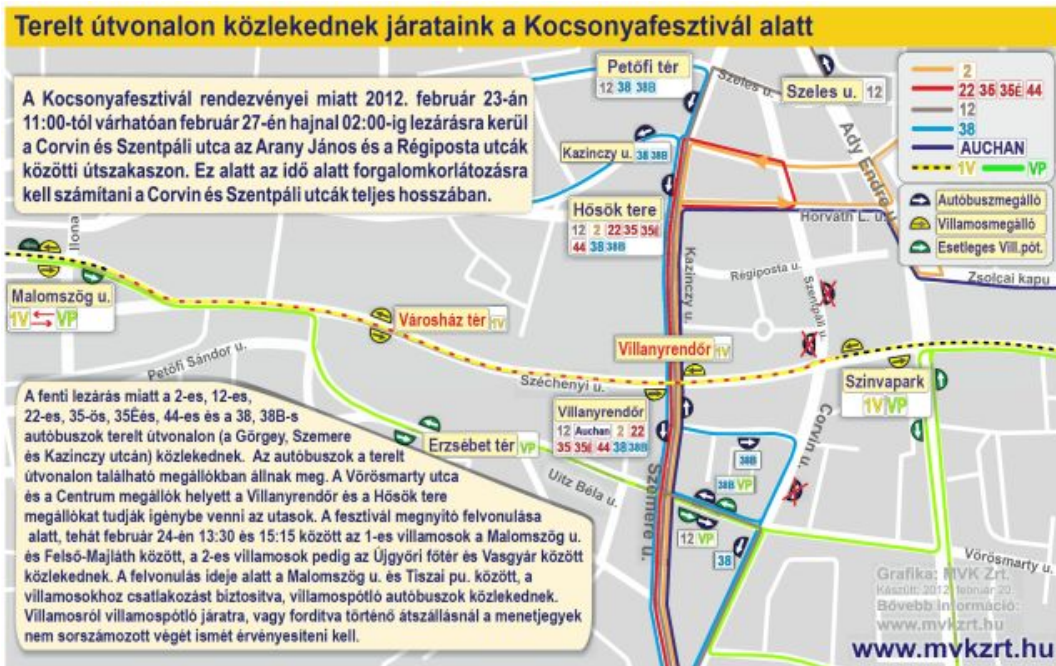 Terelt útvonalon közlekednek járataink a Kocsonyafesztivál alatt
A Kocsonyafesztivál rendezvényei miatt 2012. február 23-án
11:00-tól várhatóan február 27-én hajnal 02:00-ig lezárásra kerül
a Corvin és Szentpáli utca az Arany János és a Régiposta utcák
közötti útszakaszon. Ez alatt az idő alatt forgalomkorlátozásra
kell számítani a Corvin és Szentpáli utcák teljes hosszában.
Petőfi tér
12 38 38B
Szeles u.
Szeles u. 12
Ady Endre u.
2
22 35 35É 44
12
38
AUCHAN
1V VP
Autóbuszmegálló
Villamosmegálló
Esetleges Vill.pót.
Kazinczy u. 38 38B
Hősök tere
12 2 22 35 35É
44 38 38B
Kazinczy u.
Horváth L. u.
Régiposta u.
Szentpáli u.
Zsolcai kapu
Ilona
Malomszög u.
1V VP
Városház tér 1V
Villanyrendőr 1V
Petőfi Sándor u.
Széchenyi u.
Szinvapark
1V VP
Villanyrendőr
12 Auchan 2 22
35 35É 44 38 38B
Corvin u.
Erzsébet tér VP
Uitz Béla u.
Szemere u.
38B
38B VP
12 VP
38
Vörösmarty u.
A fenti lezárás miatt a 2-es, 12-es,
22-es, 35-ös, 35Éés, 44-es és a 38, 38B-s
autóbuszok terelt útvonalon (a Görgey, Szemere
és Kazinczy utcán) közlekednek. Az autóbuszok a terelt
útvonalon található megállókban állnak meg. A Vörösmarty utca
és a Centrum megállók helyett a Villanyrendőr és a Hősök tere
megállókat tudják igénybe venni az utasok. A fesztivál megnyitó felvonulása
alatt, tehát február 24-én 13:30 és 15:15 között az 1-es villamosok a Malomszög u.
és Felső-Majláth között, a 2-es villamosok pedig az Újgyőri főtér és Vasgyár között
közlekednek. A felvonulás ideje alatt a Malomszög u. és Tiszai pu. között, a
villamosokhoz csatlakozást biztosítva, villamospótló autóbuszok közlekednek.
Villamosról villamospótló járatra, vagy fordítva történő átszállásnál a menetjegyek
nem sorszámozott végét ismét érvényesíteni kell.
Grafika: MVK Zrt.
Készült: 2012. február 20.
Bővebb információ:
www.mvkzrt.hu
www.mvkzrt.hu